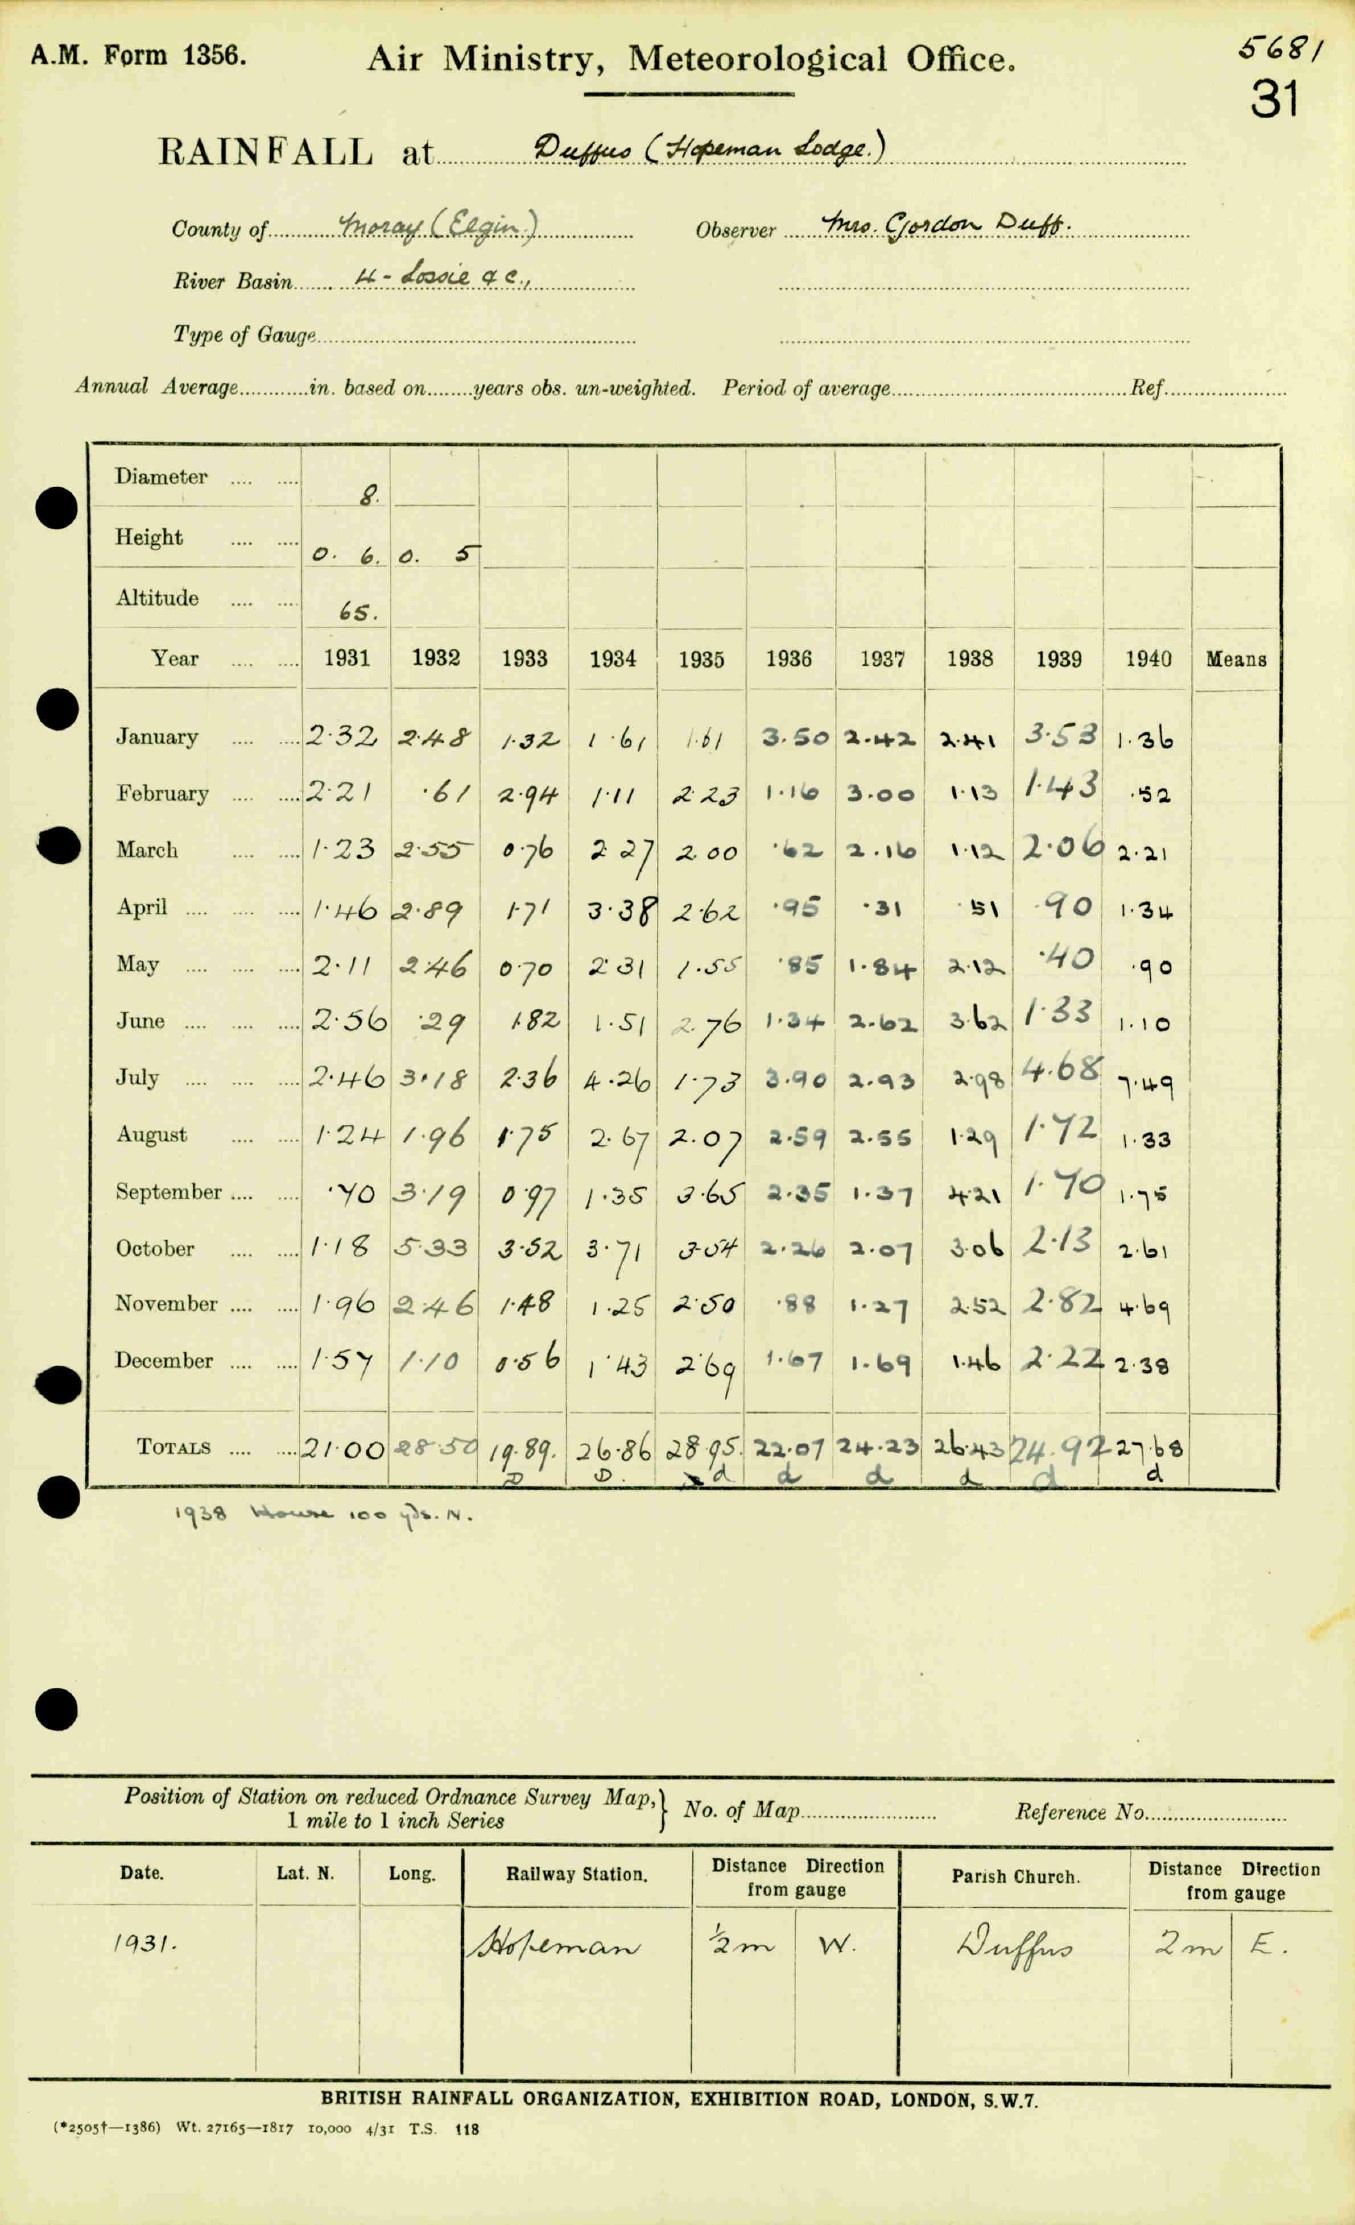 A.M. Form 1356. Air Ministry, Meteorological Office. 5681
31
RAINFALL at Duffus (Hopeman Lodge.)
County of Moray (Elgin) Observer Mrs. Gordon Duff.
River Basin 4 - Lossie &c.,
Type of Gauge
Annual Average in. based on years obs. un-weighted. Period of average Ref.
Diameter 8.
Height 0. 6. 0. 5
Altitude 65.
Year 1931 1932 1933 1934 1935 1936 1937 1938 1939 1940 Means
January 2.32 2.48 1.32 1.61 1.61 3.50 2.42 2.41 3.53 1.36
February 2.21 .61 2.94 1.11 2.23 1.16 3.00 1.13 1.43 .52
March 1.23 2.55 0.76 2.27 2.00 .62 2.16 1.12 2.06 2.21
April 1.46 2.89 1.71 3.38 2.62 .95 .31 .51 .90 1.34
May 2.11 2.46 0.70 2.31 1.55 .85 1.84 2.12 .40 .90
June 2.56 .29 1.82 1.51 2.76 1.34 2.62 3.62 1.33 1.10
July 2.46 3.18 2.36 4.26 1.73 3.90 2.93 2.98 4.68 7.49
August 1.24 1.96 1.75 2.67 2.07 2.59 2.55 1.29 1.72 1.33
September .70 3.19 0.97 1.35 3.65 2.35 1.37 4.21 1.70 1.75
October 1.18 5.33 3.52 3.71 3.54 2.26 2.07 3.06 2.13 2.61
November 1.96 2.46 1.48 1.25 2.50 .88 1.27 2.52 2.82 4.69
December 1.57 1.10 0.56 1.43 2.69 1.67 1.69 1.46 2.22 2.38
TOTALS 21.00 28.50 19.89. 26.86 28.95. 22.07 24.23 26.43 24.92 27.68
D D. d d d d d d
1938 House 100 yds. N.
Position of Station on reduced Ordnance Survey Map, } No. of Map Reference No.
1 mile to 1 inch Series
Date. Lat. N. Long. Railway Station. Distance Direction from gauge Parish Church. Distance Direction from gauge
1931. Hopeman ½m W. Duffus 2m E.
BRITISH RAINFALL ORGANIZATION, EXHIBITION ROAD, LONDON, S.W.7.
(*2505†—1386) Wt. 27165—1817 10,000 4/31 T.S. 118